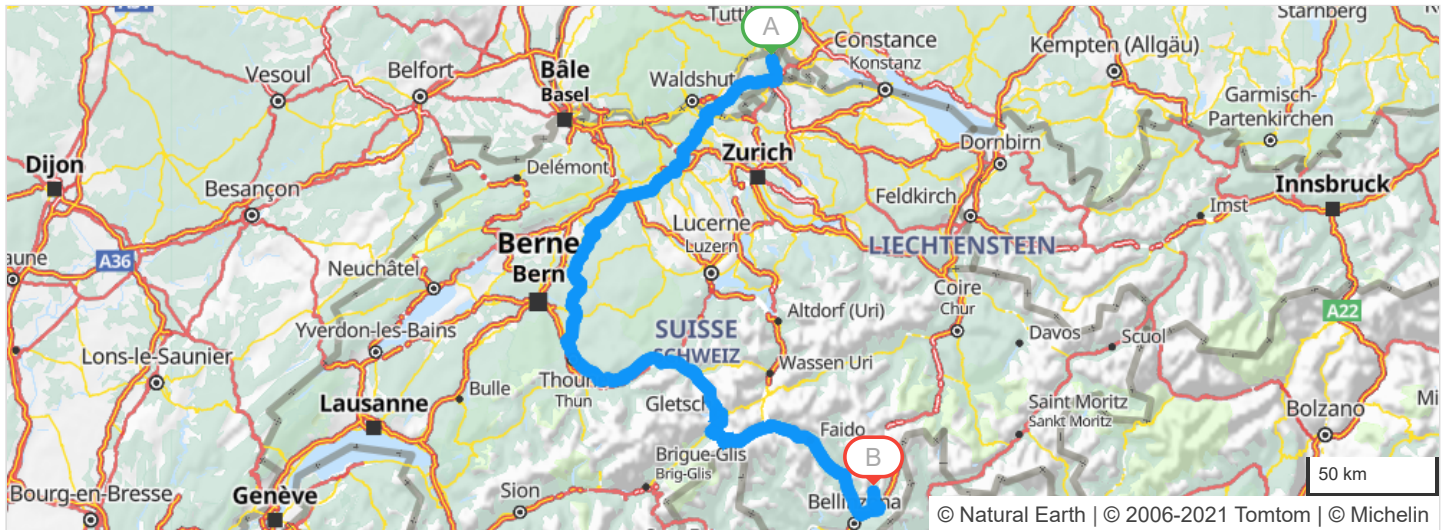 Tuttl
Starnberg
A
Constance
Konstanz
Kempten (Allgäu)
Vesoul
Belfort
Bâle
Basel
Waldshut
Garmisch-
Partenkirchen
Dornbirn
Dijon
Delémont
Zurich
Besançon
Innsbruck
Feldkirch
Imst
Lucerne
Luzern
Berne
Bern
LIECHTENSTEIN
aune
A36
Neuchâtel
Coire
Chur
Altdorf (Uri)
A22
Yverdon-les-Bains
SUISSE
SCHWEIZ
Davos
Scuol
Lons-le-Saunier
Wassen Uri
Thoun
Thun
Bulle
Gletsch
Saint Moritz
Sankt Moritz
Bolzano
Mi
Lausanne
Faido
B
Brigue-Glis
Brig-Glis
50 km
Bourg-en-Bresse
Genève
Sion
Bellinzona
© Natural Earth | © 2006-2021 Tomtom | © Michelin